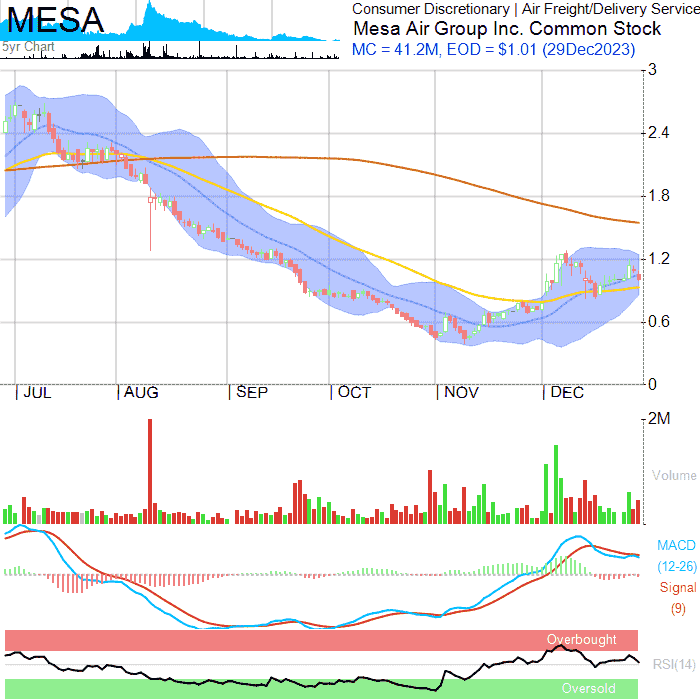 MESA
5yr Chart
Consumer Discretionary | Air Freight/Delivery Service
Mesa Air Group Inc. Common Stock
MC = 41.2M, EOD = $1.01 (29Dec2023)
3
2.4
1.8
1.2
0.6
0
JUL AUG SEP OCT NOV DEC
2M
Volume
MACD
(12-26)
Signal
(9)
Overbought
RSI(14)
Oversold